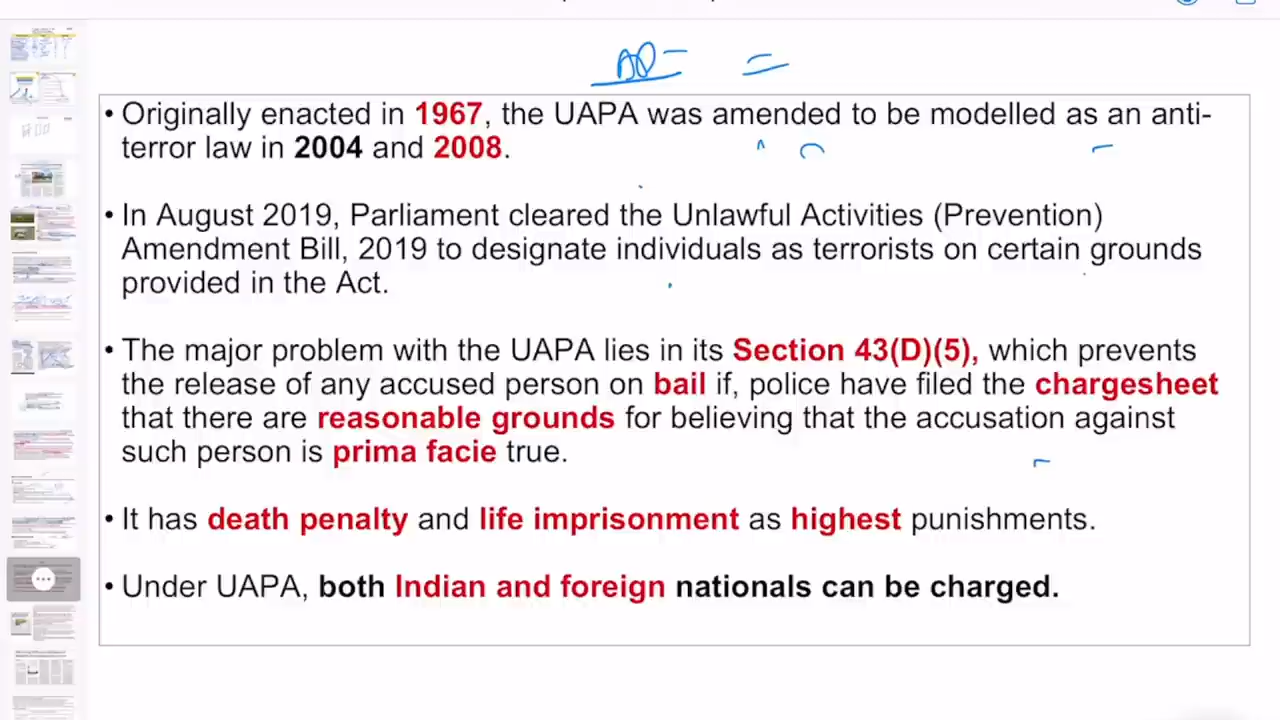 • Originally enacted in 1967, the UAPA was amended to be modelled as an anti-
terror law in 2004 and 2008.
• In August 2019, Parliament cleared the Unlawful Activities (Prevention)
Amendment Bill, 2019 to designate individuals as terrorists on certain grounds
provided in the Act.
• The major problem with the UAPA lies in its Section 43(D)(5), which prevents
the release of any accused person on bail if, police have filed the chargesheet
that there are reasonable grounds for believing that the accusation against
such person is prima facie true.
• It has death penalty and life imprisonment as highest punishments.
• Under UAPA, both Indian and foreign nationals can be charged.